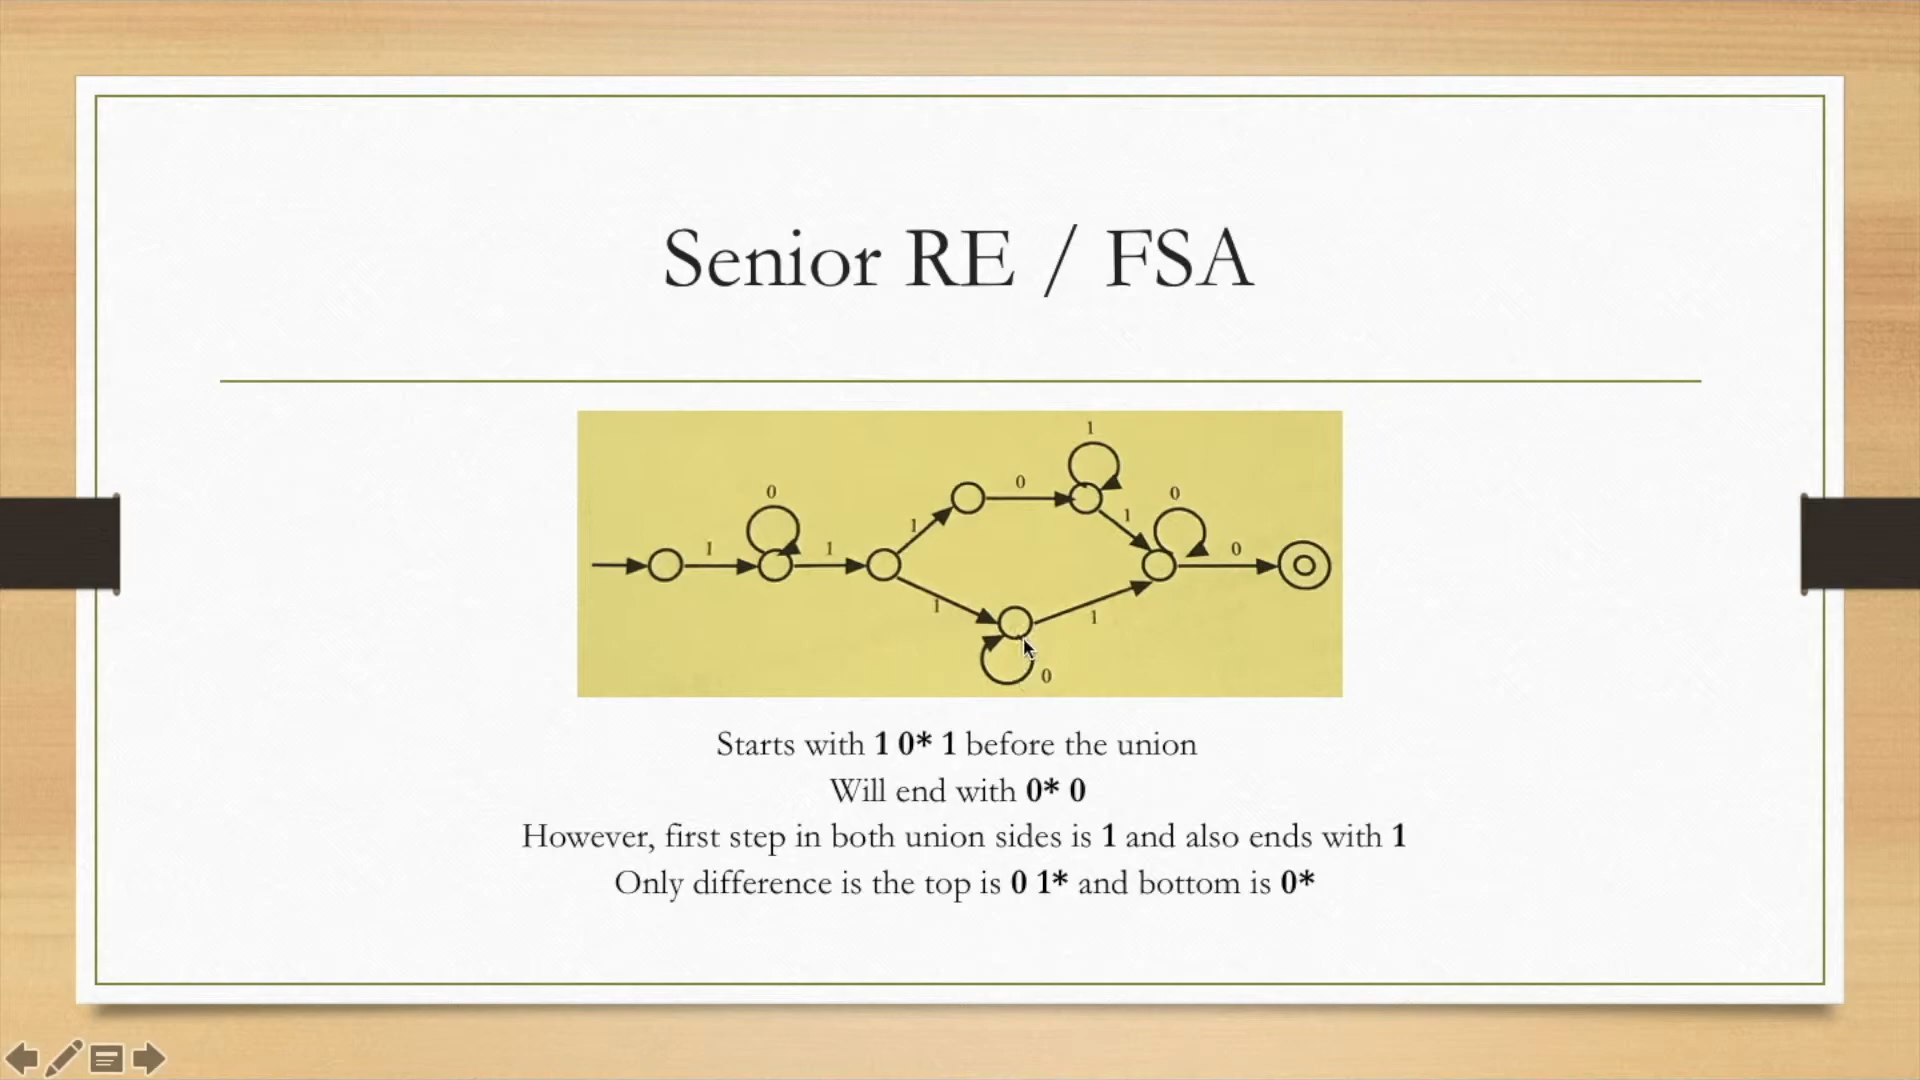 Senior RE / FSA
1
0
0
1
0
1
0
1
1
0
1
1
0
Starts with 1 0* 1 before the union
Will end with 0* 0
However, first step in both union sides is 1 and also ends with 1
Only difference is the top is 0 1* and bottom is 0*